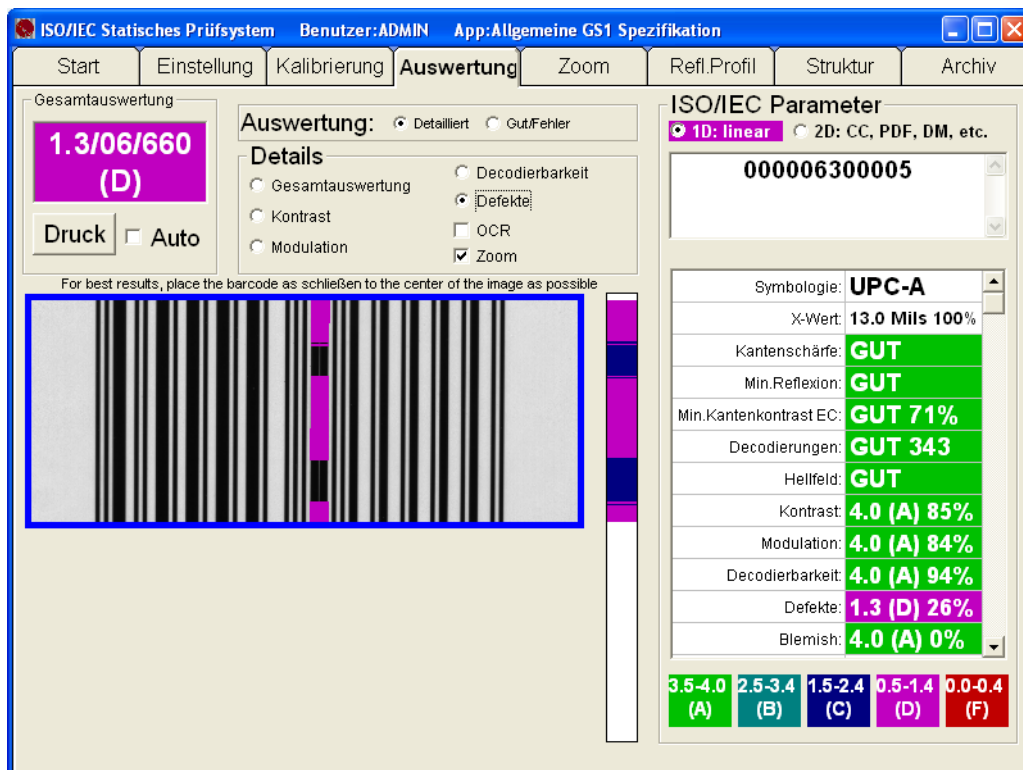 ISO/IEC Statisches Prüfsystem Benutzer:ADMIN App:Allgemeine GS1 Spezifikation
Start Einstellung Kalibrierung Auswertung Zoom Refl.Profil Struktur Archiv
Gesamtauswertung
1.3/06/660
(D)
Druck Auto
Auswertung: Detailliert Gut/Fehler
Details
Gesamtauswertung
Kontrast
Modulation
Decodierbarkeit
Defekte
OCR
Zoom
For best results, place the barcode as schließen to the center of the image as possible
ISO/IEC Parameter
1D: linear 2D: CC, PDF, DM, etc.
000006300005
Symbologie: UPC-A
X-Wert: 13.0 Mils 100%
Kantenschärfe: GUT
Min.Reflexion: GUT
Min.Kantenkontrast EC: GUT 71%
Decodierungen: GUT 343
Hellfeld: GUT
Kontrast: 4.0 (A) 85%
Modulation: 4.0 (A) 84%
Decodierbarkeit: 4.0 (A) 94%
Defekte: 1.3 (D) 26%
Blemish: 4.0 (A) 0%
3.5-4.0 2.5-3.4 1.5-2.4 0.5-1.4 0.0-0.4
(A) (B) (C) (D) (F)